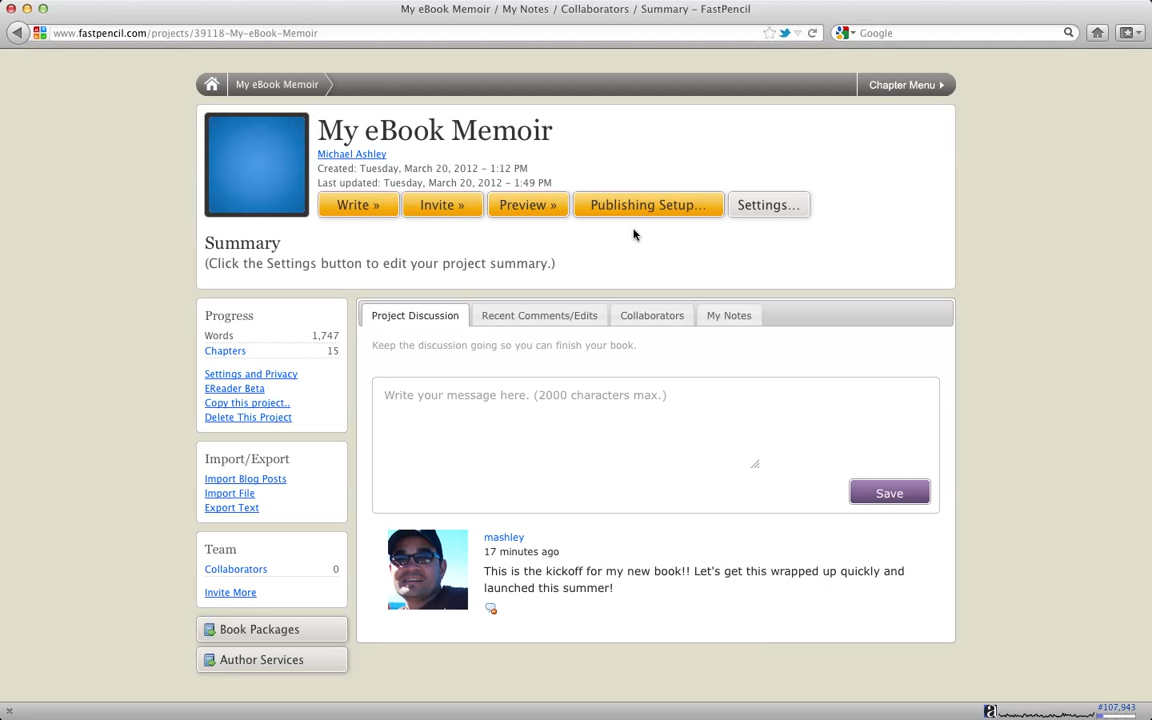 My eBook Memoir / My Notes / Collaborators / Summary – FastPencil
www.fastpencil.com/projects/39118-My-eBook-Memoir
Google
My eBook Memoir
Chapter Menu
My eBook Memoir
Michael Ashley
Created: Tuesday, March 20, 2012 – 1:12 PM
Last updated: Tuesday, March 20, 2012 – 1:49 PM
Write »
Invite »
Preview »
Publishing Setup...
Settings...
Summary
(Click the Settings button to edit your project summary.)
Progress
Words 1,747
Chapters 15
Settings and Privacy
EReader Beta
Copy this project..
Delete This Project
Import/Export
Import Blog Posts
Import File
Export Text
Team
Collaborators 0
Invite More
Book Packages
Author Services
Project Discussion
Recent Comments/Edits
Collaborators
My Notes
Keep the discussion going so you can finish your book.
Write your message here. (2000 characters max.)
Save
mashley
17 minutes ago
This is the kickoff for my new book!! Let's get this wrapped up quickly and
launched this summer!
#107,943